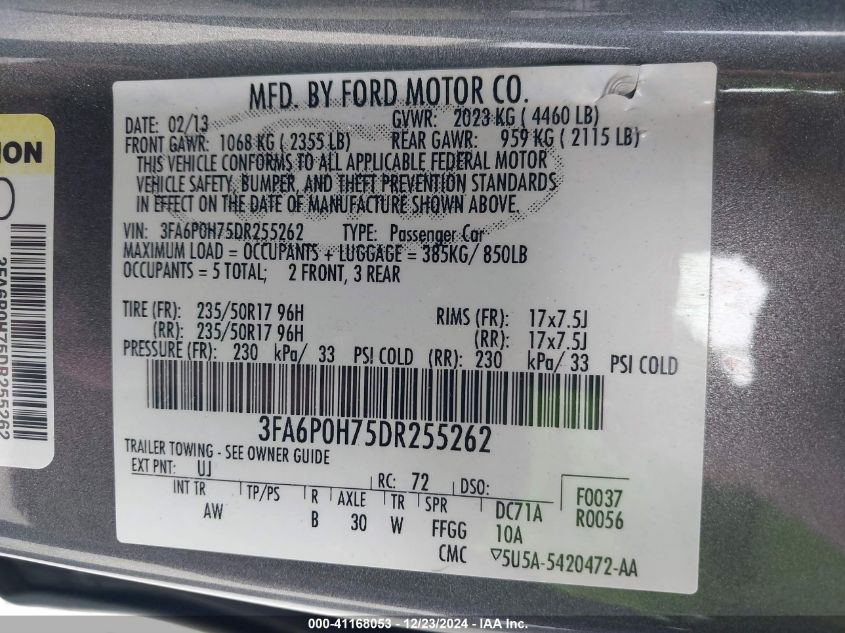 MFD. BY FORD MOTOR CO.
DATE: 02/13 GVWR: 2023 KG ( 4460 LB)
FRONT GAWR: 1068 KG ( 2355 LB) REAR GAWR: 959 KG ( 2115 LB)
THIS VEHICLE CONFORMS TO ALL APPLICABLE FEDERAL MOTOR
VEHICLE SAFETY, BUMPER, AND THEFT PREVENTION STANDARDS
IN EFFECT ON THE DATE OF MANUFACTURE SHOWN ABOVE.
VIN: 3FA6P0H75DR255262 TYPE: Passenger Car
MAXIMUM LOAD = OCCUPANTS + LUGGAGE = 385KG/ 850LB
OCCUPANTS = 5 TOTAL; 2 FRONT, 3 REAR
TIRE (FR): 235/50R17 96H RIMS (FR): 17x7.5J
(RR): 235/50R17 96H (RR): 17x7.5J
PRESSURE (FR): 230 kPa/ 33 PSI COLD (RR): 230 kPa/ 33 PSI COLD
3FA6P0H75DR255262
TRAILER TOWING - SEE OWNER GUIDE
EXT PNT: UJ RC: 72 DSO:
INT TR TP/PS R AXLE TR SPR DC71A F0037
AW B 30 W FFGG 10A R0056
CMC ▽5U5A-5420472-AA
ION
3FA6P0H75DR255262
000-41168053 - 12/23/2024 - IAA Inc.